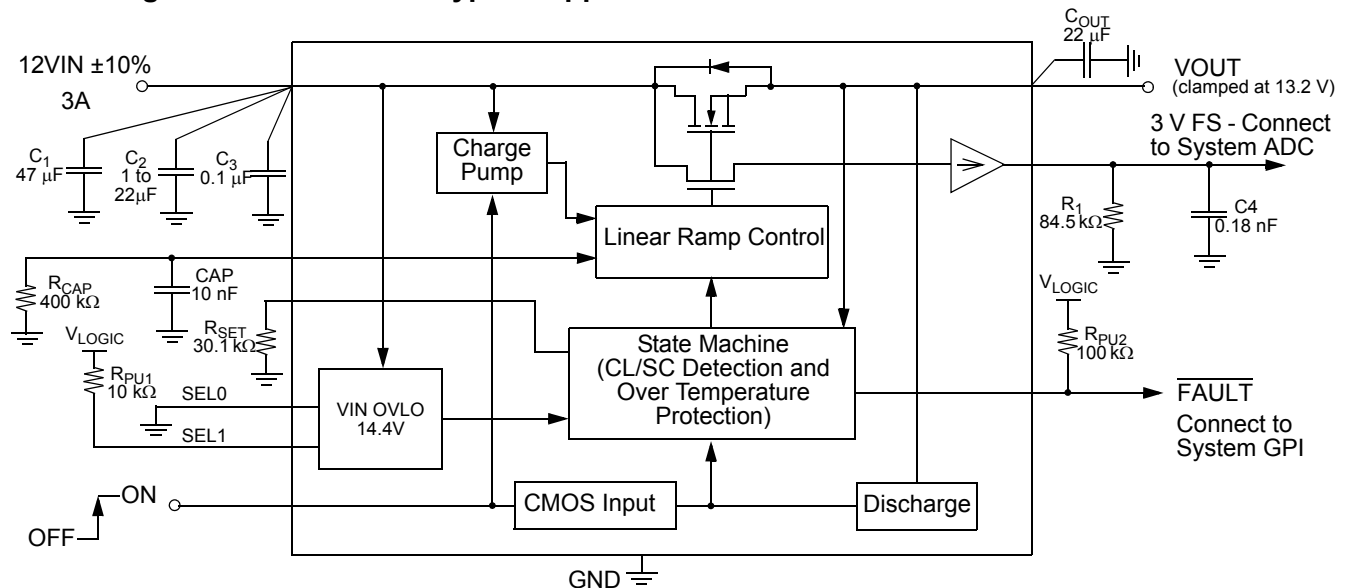 12VIN ±10%
3A
C1
47 µF
C2
1 to
22µF
C3
0.1 µF
COUT
22 µF
VOUT
(clamped at 13.2 V)
3 V FS - Connect
to System ADC
Charge
Pump
R1
84.5 kΩ
C4
0.18 nF
Linear Ramp Control
RCAP
400 kΩ
CAP
10 nF
RSET
30.1 kΩ
VLOGIC
RPU1
10 kΩ
SEL0
SEL1
VIN OVLO
14.4V
State Machine
(CL/SC Detection and
Over Temperature
Protection)
VLOGIC
RPU2
100 kΩ
FAULT
Connect to
System GPI
ON
OFF
CMOS Input
Discharge
GND